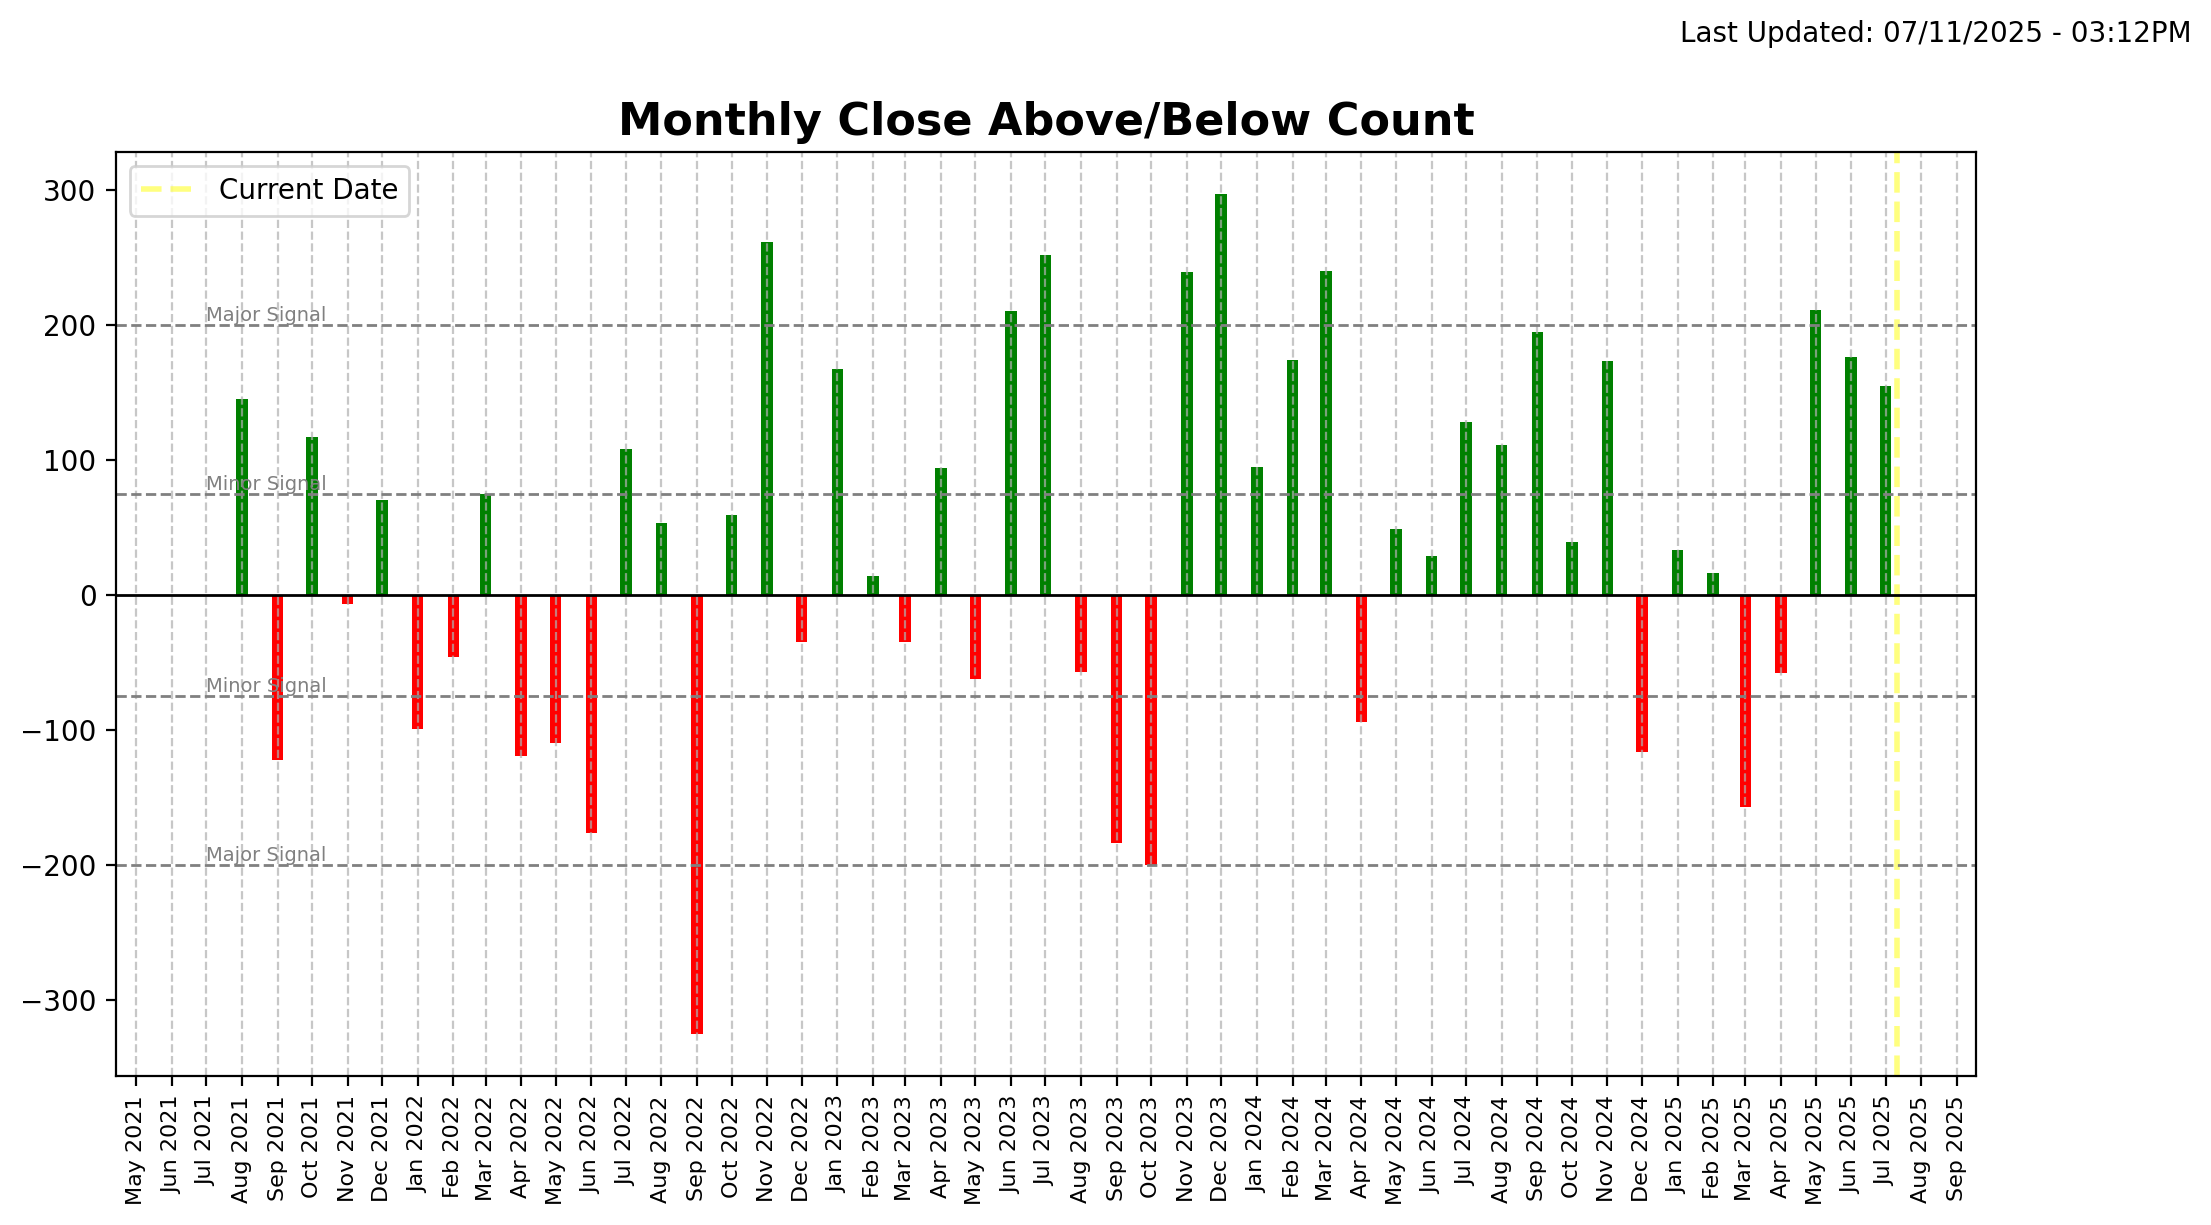 Last Updated: 07/11/2025 - 03:12PM
Monthly Close Above/Below Count
Current Date
300
200
100
0
−100
−200
−300
Major Signal
Minor Signal
Minor Signal
Major Signal
May 2021
Jun 2021
Jul 2021
Aug 2021
Sep 2021
Oct 2021
Nov 2021
Dec 2021
Jan 2022
Feb 2022
Mar 2022
Apr 2022
May 2022
Jun 2022
Jul 2022
Aug 2022
Sep 2022
Oct 2022
Nov 2022
Dec 2022
Jan 2023
Feb 2023
Mar 2023
Apr 2023
May 2023
Jun 2023
Jul 2023
Aug 2023
Sep 2023
Oct 2023
Nov 2023
Dec 2023
Jan 2024
Feb 2024
Mar 2024
Apr 2024
May 2024
Jun 2024
Jul 2024
Aug 2024
Sep 2024
Oct 2024
Nov 2024
Dec 2024
Jan 2025
Feb 2025
Mar 2025
Apr 2025
May 2025
Jun 2025
Jul 2025
Aug 2025
Sep 2025